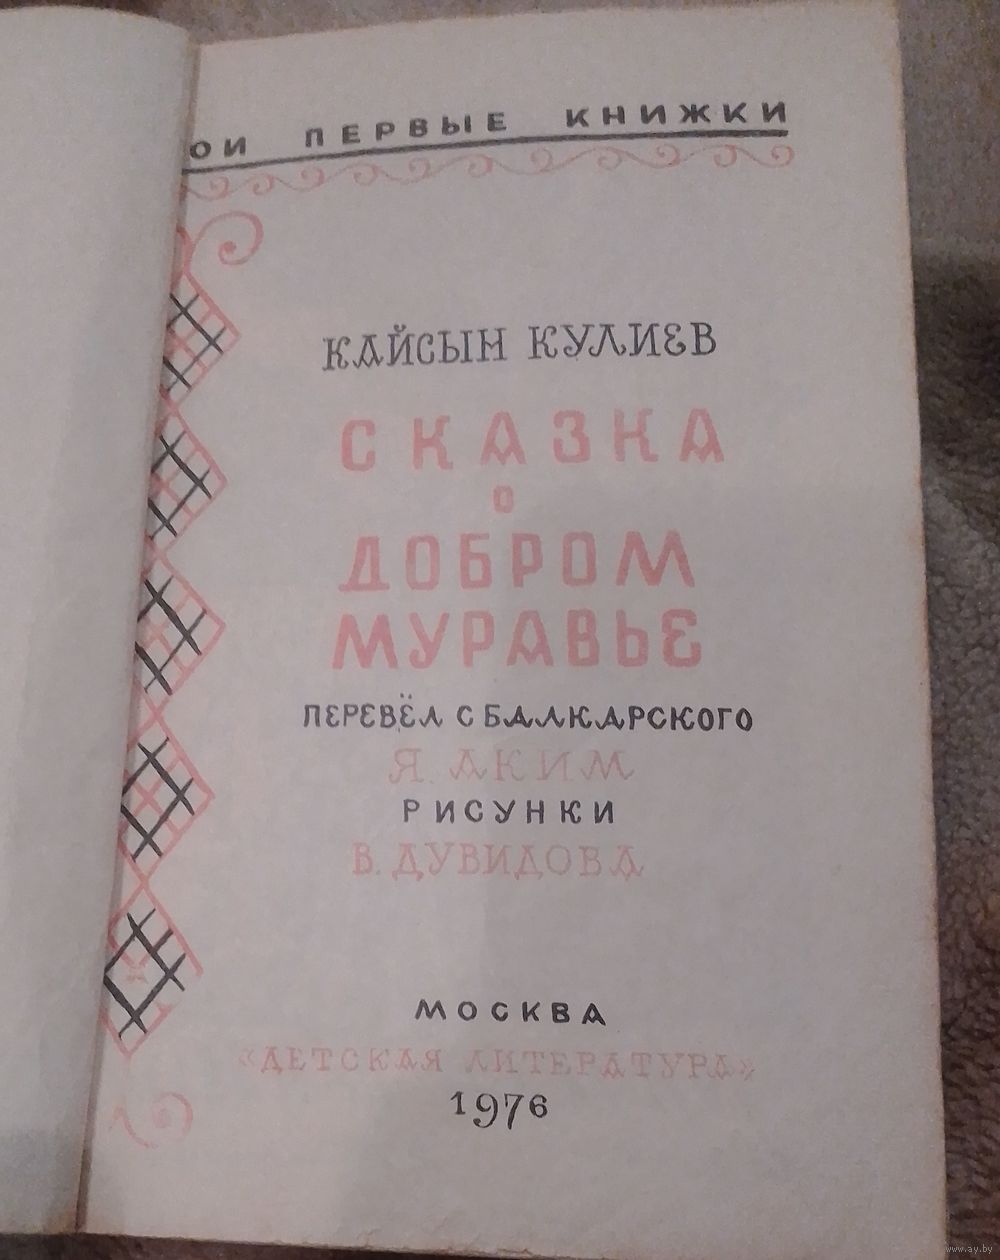 ОИ ПЕРВЫЕ КНИЖКИ
КАЙСЫН КУЛИЕВ
СКАЗКА
О
ДОБРОМ
МУРАВЬЕ
ПЕРЕВЁЛ С БАЛКАРСКОГО
Я. АКИМ
РИСУНКИ
В. ДУВИДОВА
МОСКВА
«ДЕТСКАЯ ЛИТЕРАТУРА»
1976
www.ay.by